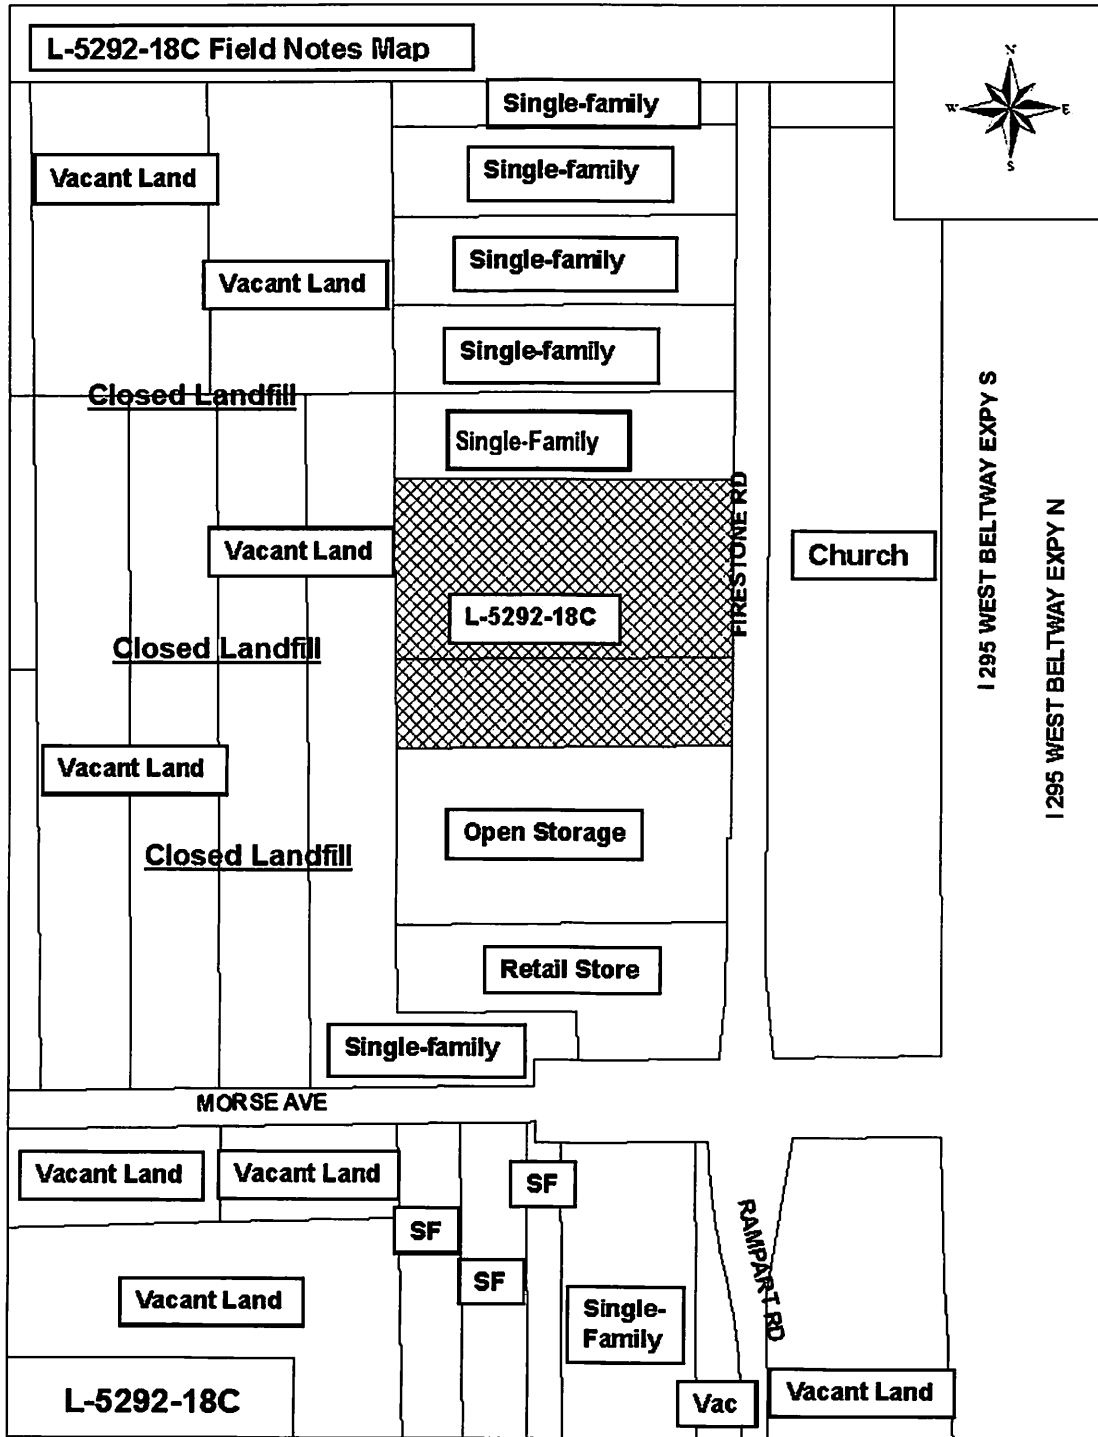 L-5292-18C Field Notes Map
N
W
E
S
Single-family
Vacant Land
Single-family
Single-family
Vacant Land
Single-family
Closed Landfill
Single-Family
I 295 WEST BELTWAY EXPY S
I 295 WEST BELTWAY EXPY N
FIRESTONE RD
Vacant Land
Church
L-5292-18C
Closed Landfill
Vacant Land
Open Storage
Closed Landfill
Retail Store
Single-family
MORSE AVE
Vacant Land
Vacant Land
SF
SF
RAMPART RD
SF
Vacant Land
Single-
Family
L-5292-18C
Vac
Vacant Land